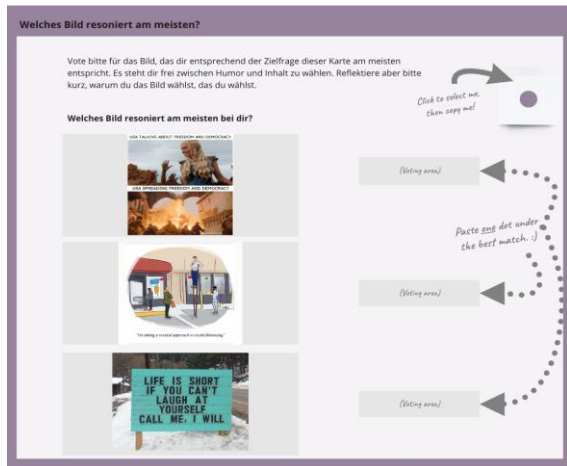 Welches Bild resoniert am meisten?
Vote bitte für das Bild, das dir entsprechend der Zielfrage dieser Karte am meisten
entspricht. Es steht dir frei zwischen Humor und Inhalt zu wählen. Reflektiere aber bitte
kurz, warum du das Bild wählst, das du wählst.
Click to select me,
then copy me!
Welches Bild resoniert am meisten bei dir?
USA TALKING ABOUT FREEDOM AND DEMOCRACY
USA SPREADING FREEDOM AND DEMOCRACY
(Voting area)
Paste one dot under
the best match. :)
"I'm taking a vertical approach to social distancing."
(Voting area)
LIFE IS SHORT
IF YOU CAN'T
LAUGH AT
YOURSELF
CALL ME, I WILL
(Voting area)